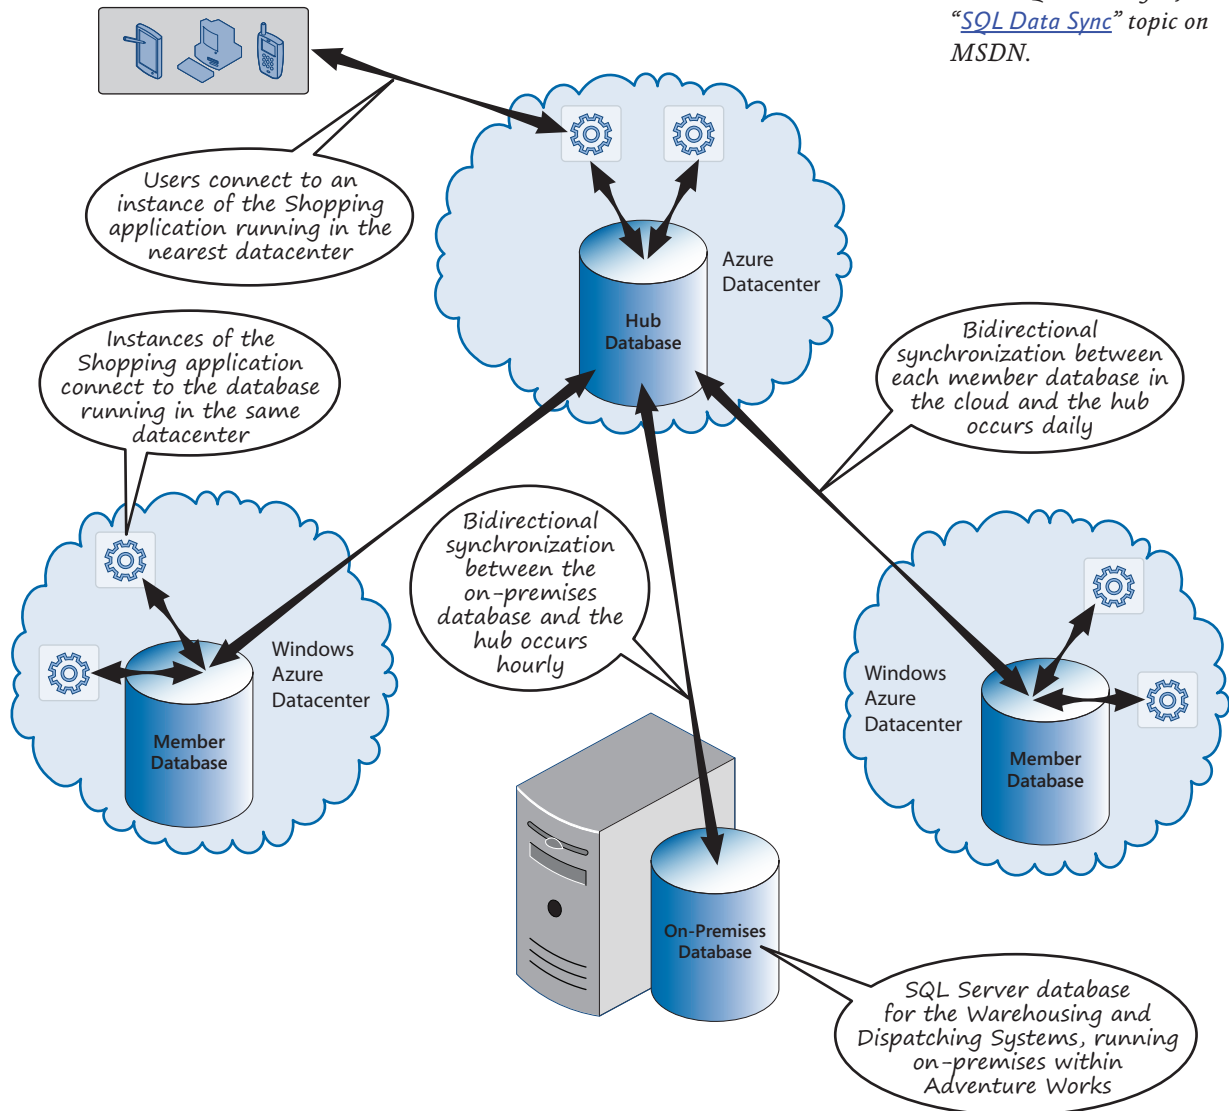 “SQL Data Sync” topic on
MSDN.
Users connect to an
instance of the Shopping
application running in the
nearest datacenter
Azure
Datacenter
Hub
Database
Instances of the
Shopping application
connect to the database
running in the same
datacenter
Bidirectional
synchronization between
each member database in
the cloud and the hub
occurs daily
Bidirectional
synchronization
between the
on-premises
database and the
hub occurs
hourly
Windows
Azure
Datacenter
Member
Database
Windows
Azure
Datacenter
Member
Database
On-Premises
Database
SQL Server database
for the Warehousing and
Dispatching Systems, running
on-premises within
Adventure Works